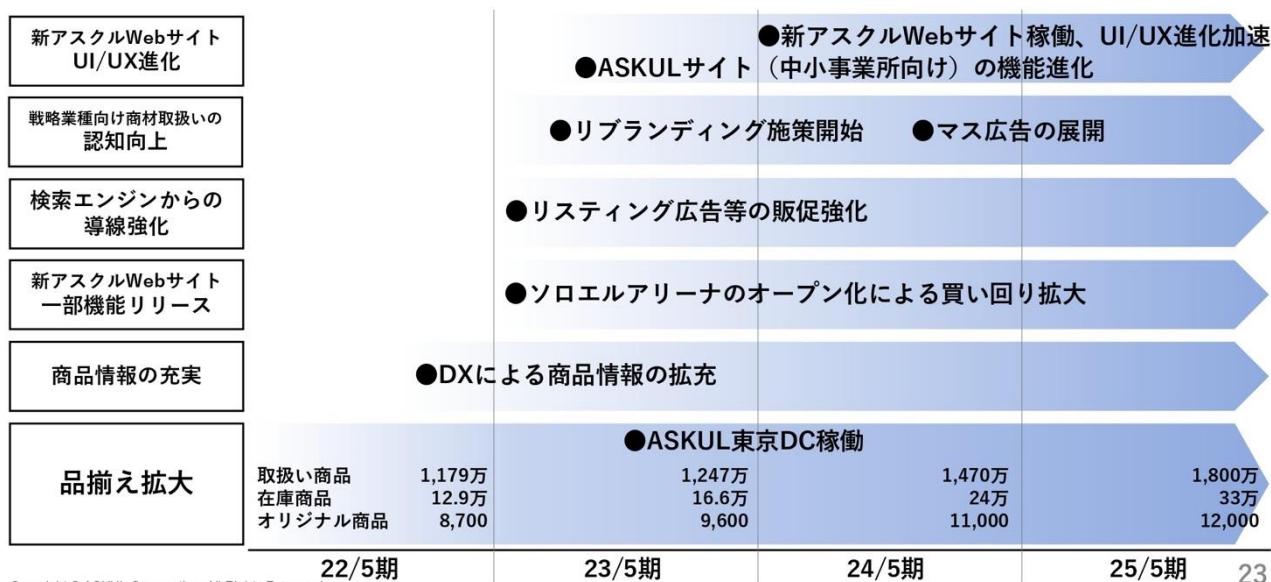 新アスクルWebサイト
UI/UX進化
●新アスクルWebサイト稼働、UI/UX進化加速
●ASKULサイト（中小事業所向け）の機能進化
戦略業種向け商材取扱いの
認知向上
●リブランディング施策開始 ●マス広告の展開
検索エンジンからの
導線強化
●リスティング広告等の販促強化
新アスクルWebサイト
一部機能リリース
●ソロエルアリーナのオープン化による買い回り拡大
商品情報の充実
●DXによる商品情報の拡充
品揃え拡大
●ASKUL東京DC稼働
取扱い商品 1,179万 1,247万 1,470万 1,800万
在庫商品 12.9万 16.6万 24万 33万
オリジナル商品 8,700 9,600 11,000 12,000
22/5期 23/5期 24/5期 25/5期
23